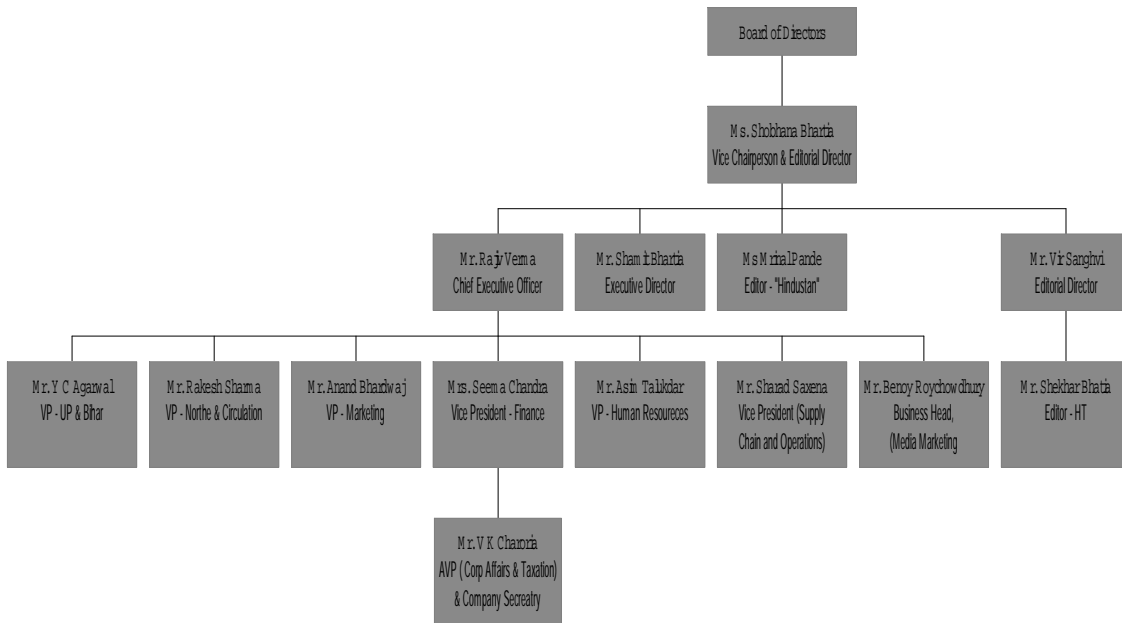 Board of Directors
Ms. Shobhana Bhartia
Vice Chairperson & Editorial Director
Mr. Rajiv Verma
Chief Executive Officer
Mr. Shamit Bhartia
Executive Director
Ms Mrinal Pande
Editor - "Hindustan"
Mr. Vir Sanghvi
Editorial Director
Mr. Y C Agarwal
VP - UP & Bihar
Mr. Rakesh Sharma
VP - Northe & Circulation
Mr. Anand Bhardwaj
VP - Marketing
Mrs. Seema Chandra
Vice President - Finance
Mr. Asim Talukdar
VP - Human Resoureces
Mr. Sharad Saxena
Vice President (Supply
Chain and Operations)
Mr. Benoy Roychowdhury
Business Head,
(Media Marketing
Mr. Shekhar Bhatia
Editor - HT
Mr. V K Charoria
AVP ( Corp Affairs & Taxation)
& Company Secreatry